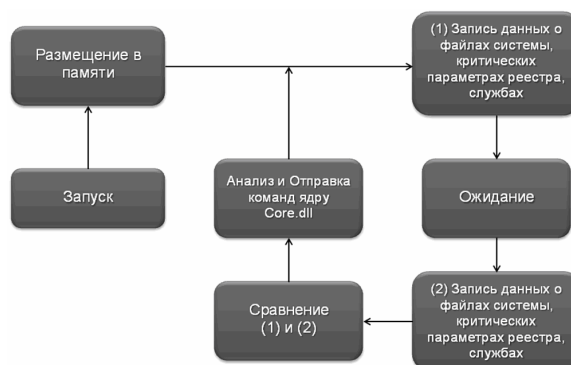 Размещение в
памяти
(1) Запись данных о
файлах системы,
критических
параметрах реестра,
службах
Запуск
Анализ и Отправка
команд ядру
Core.dll
Ожидание
Сравнение
(1) и (2)
(2) Запись данных о
файлах системы,
критических
параметрах реестра,
службах